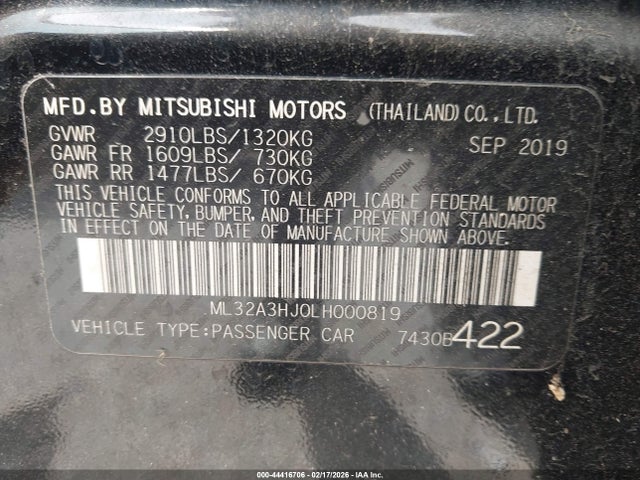 MFD.BY MITSUBISHI MOTORS (THAILAND) CO.,LTD.
GVWR 2910LBS/1320KG SEP 2019
GAWR FR 1609LBS/ 730KG
GAWR RR 1477LBS/ 670KG
THIS VEHICLE CONFORMS TO ALL APPLICABLE FEDERAL MOTOR
VEHICLE SAFETY, BUMPER, AND THEFT PREVENTION STANDARDS
IN EFFECT ON THE DATE OF MANUFACTURE SHOWN ABOVE.
ML32A3HJ0LH000819
VEHICLE TYPE:PASSENGER CAR 7430B422
000-44416706 - 02/17/2026 - IAA Inc.